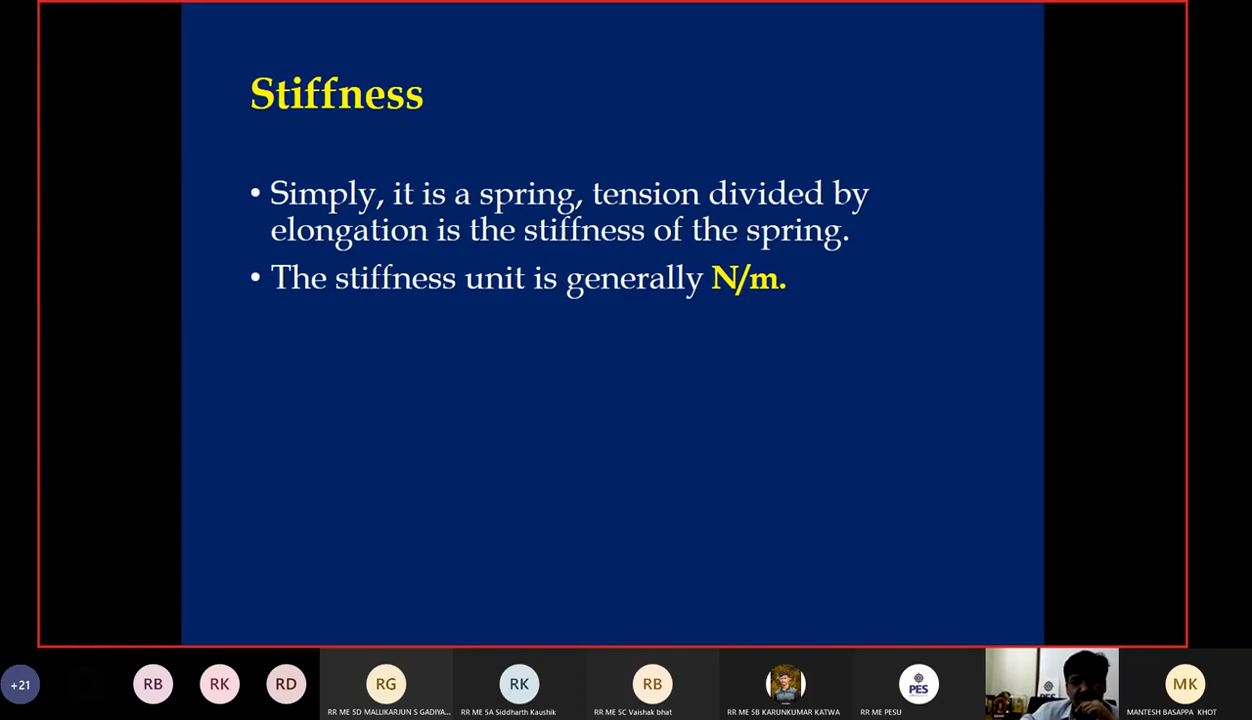 Stiffness
• Simply, it is a spring, tension divided by
elongation is the stiffness of the spring.
• The stiffness unit is generally N/m.
+21
RB
RK
RD
RG
RK
RB
PES
PES
MK
RR ME 5D MALLIKARJUN S GADIYA...
RR ME 5A Siddharth Kaushik
RR ME 5C Vaishak bhat
RR ME 5B KARUNKUMAR KATWA
RR ME PESU
MANTESH BASAPPA KHOT